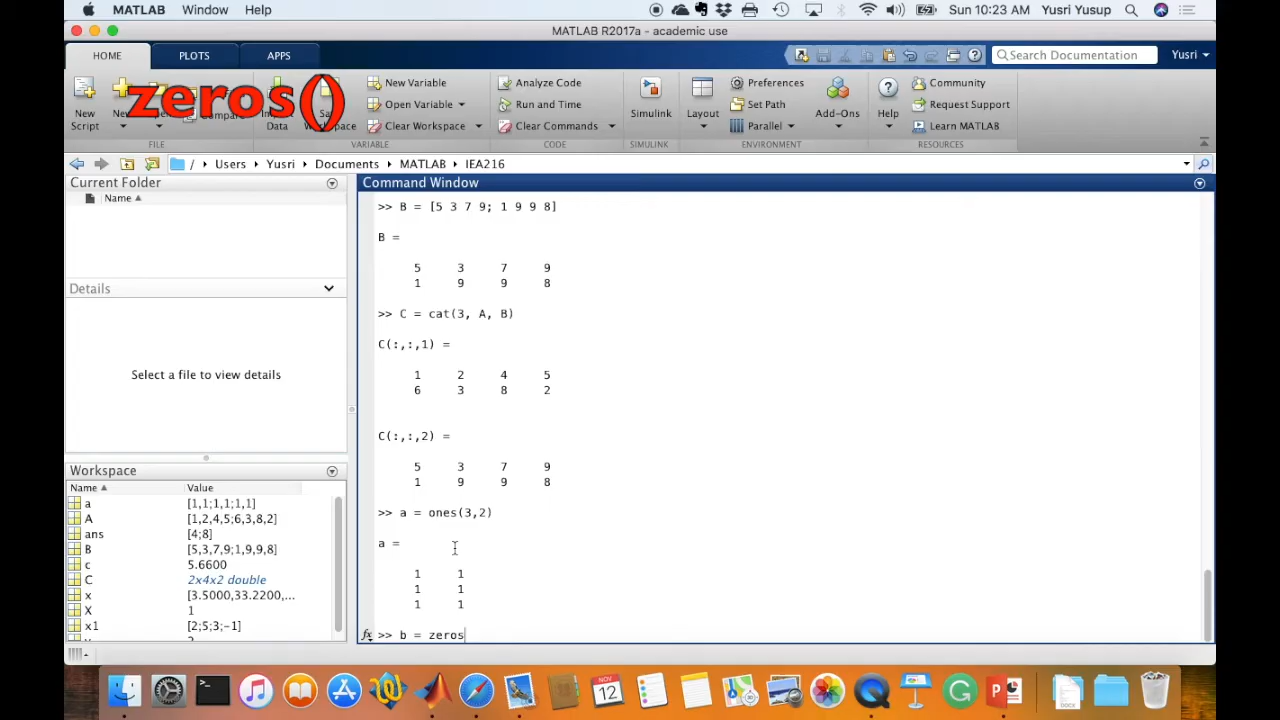 MATLAB Window Help Sun 10:23 AM Yusri Yusup
MATLAB R2017a - academic use
HOME PLOTS APPS Search Documentation Yusri
zeros()
New Script New Compare Data New Variable Open Variable Clear Workspace Analyze Code Run and Time Clear Commands Simulink Layout Preferences Set Path Parallel Add-Ons Help Community Request Support Learn MATLAB
FILE VARIABLE CODE SIMULINK ENVIRONMENT RESOURCES
/ Users Yusri Documents MATLAB IEA216
Current Folder
Name
Details
Select a file to view details
Workspace
Name Value
a [1,1;1,1;1,1]
A [1,2,4,5;6,3,8,2]
ans [4;8]
B [5,3,7,9;1,9,9,8]
c 5.6600
C 2x4x2 double
x [3.5000,33.2200,...
X 1
x1 [2;5;3;-1]
Command Window
>> B = [5 3 7 9; 1 9 9 8]
B =
5 3 7 9
1 9 9 8
>> C = cat(3, A, B)
C(:,:,1) =
1 2 4 5
6 3 8 2
C(:,:,2) =
5 3 7 9
1 9 9 8
>> a = ones(3,2)
a =
1 1
1 1
1 1
fx >> b = zeros
NOV 12
DOCX